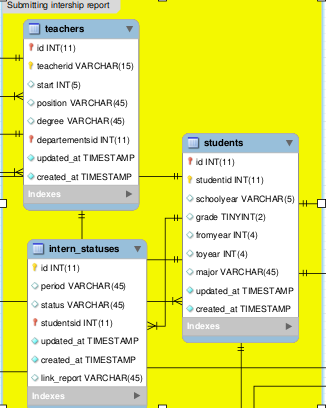 Submitting intership report
teachers
id INT(11)
teacherid VARCHAR(15)
start INT(5)
position VARCHAR(45)
degree VARCHAR(45)
departementsid INT(11)
updated_at TIMESTAMP
created_at TIMESTAMP
Indexes
students
id INT(11)
studentid INT(11)
schoolyear VARCHAR(5)
grade TINYINT(2)
fromyear INT(4)
toyear INT(4)
major VARCHAR(45)
updated_at TIMESTAMP
created_at TIMESTAMP
Indexes
intern_statuses
id INT(11)
period VARCHAR(45)
status VARCHAR(45)
studentsid INT(11)
updated_at TIMESTAMP
created_at TIMESTAMP
link_report VARCHAR(45)
Indexes